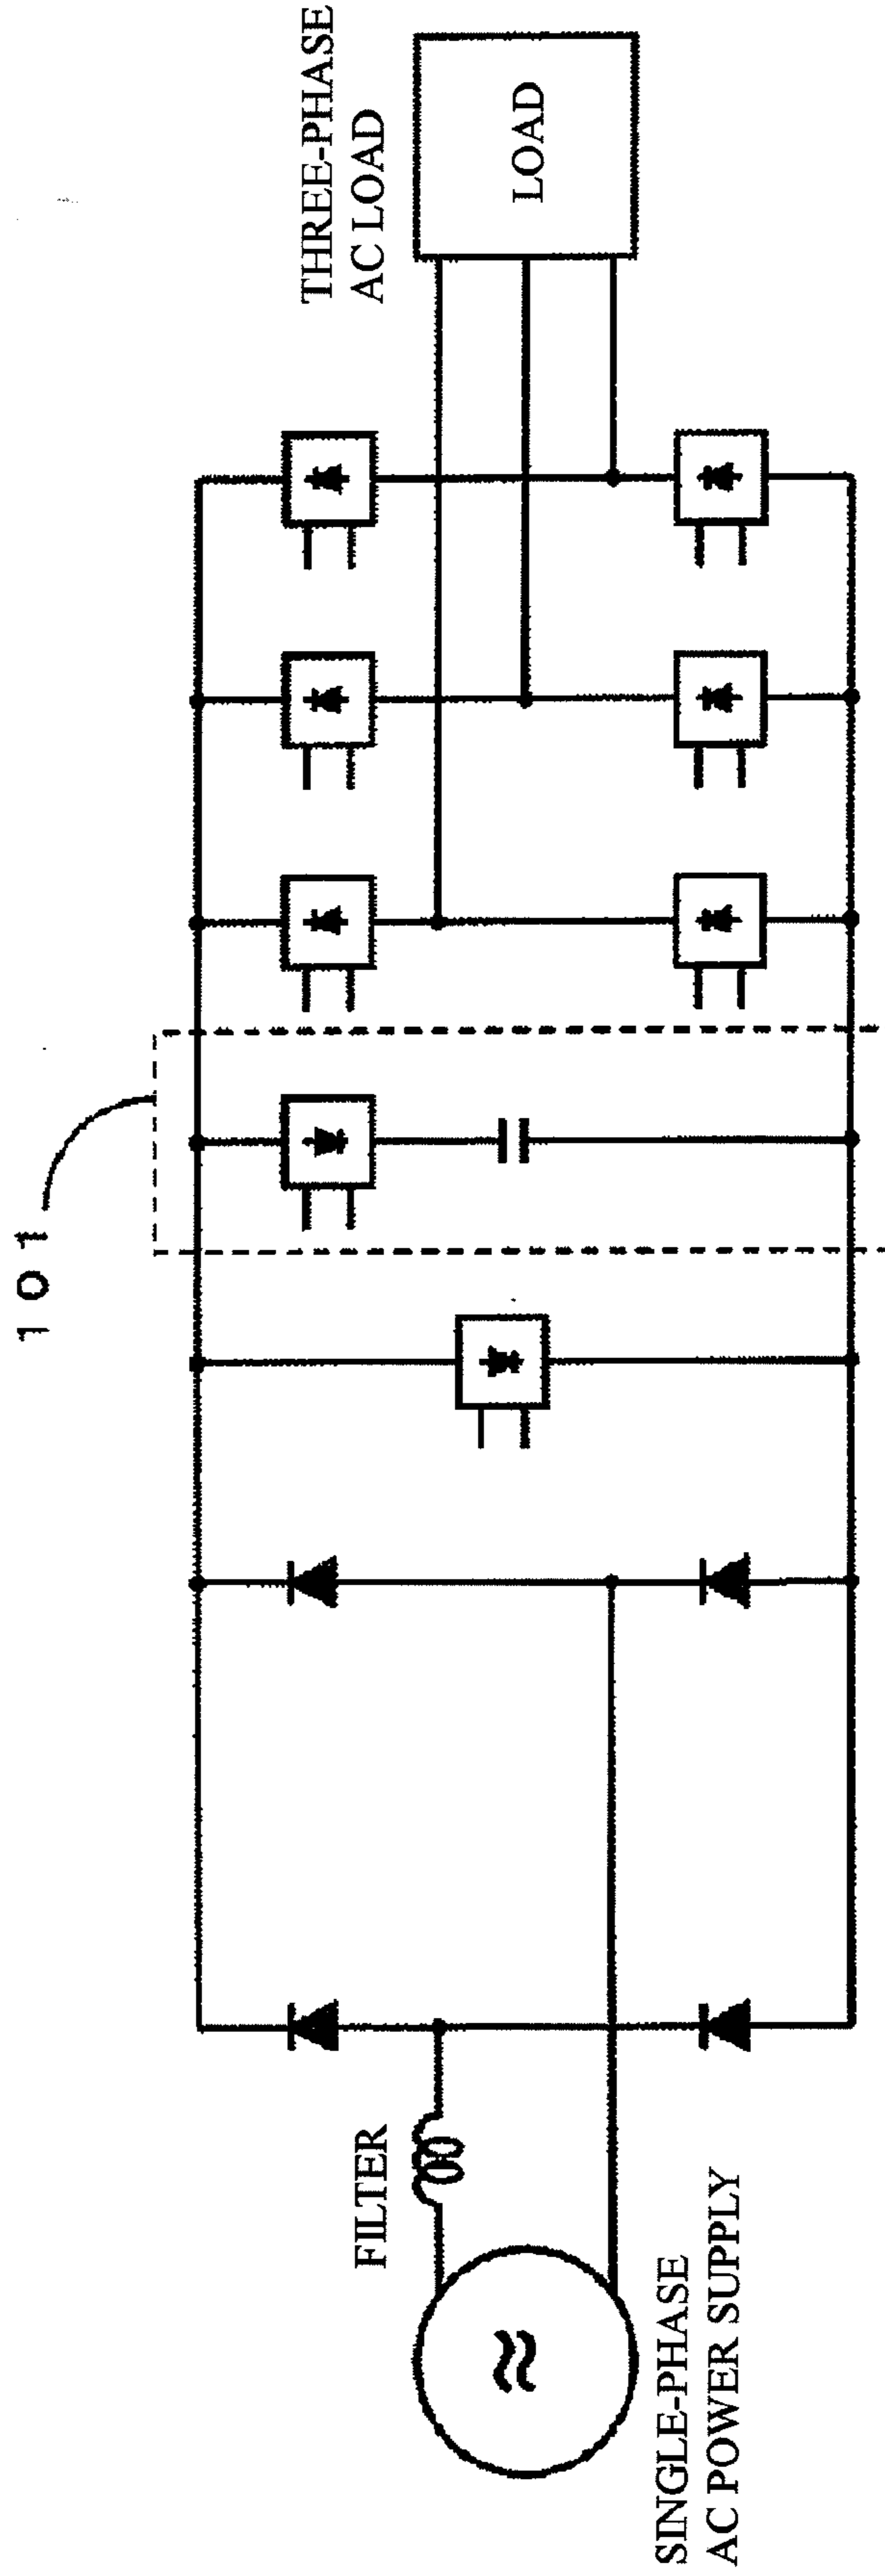 101
THREE-PHASE
AC LOAD
LOAD
FILTER
SINGLE-PHASE
AC POWER SUPPLY